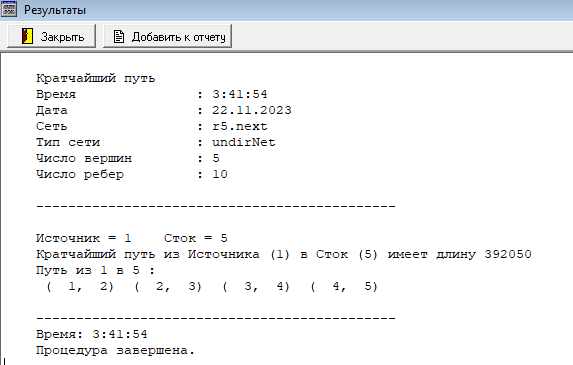 Результаты
Закрыть Добавить к отчету
Кратчайший путь
Время : 3:41:54
Дата : 22.11.2023
Сеть : r5.next
Тип сети : undirNet
Число вершин : 5
Число ребер : 10
---------------------------------------------
Источник = 1 Сток = 5
Кратчайший путь из Источника (1) в Сток (5) имеет длину 392050
Путь из 1 в 5 :
( 1, 2) ( 2, 3) ( 3, 4) ( 4, 5)
---------------------------------------------
Время: 3:41:54
Процедура завершена.